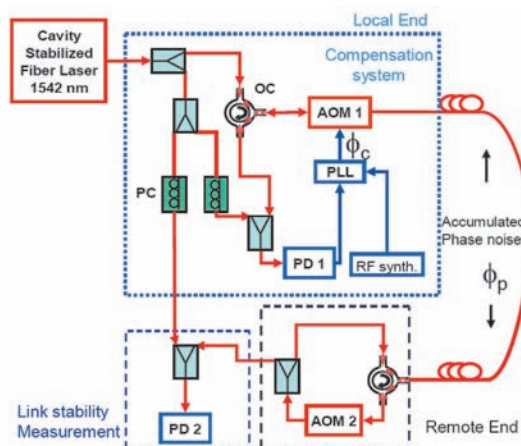 Local End
Cavity
Stabilized
Fiber Laser
1542 nm
Compensation
system
OC
AOM 1
ϕc
PLL
PC
PD 1
RF synth.
Accumulated
Phase noise
ϕp
Link stability
Measurement
PD 2
AOM 2
Remote End